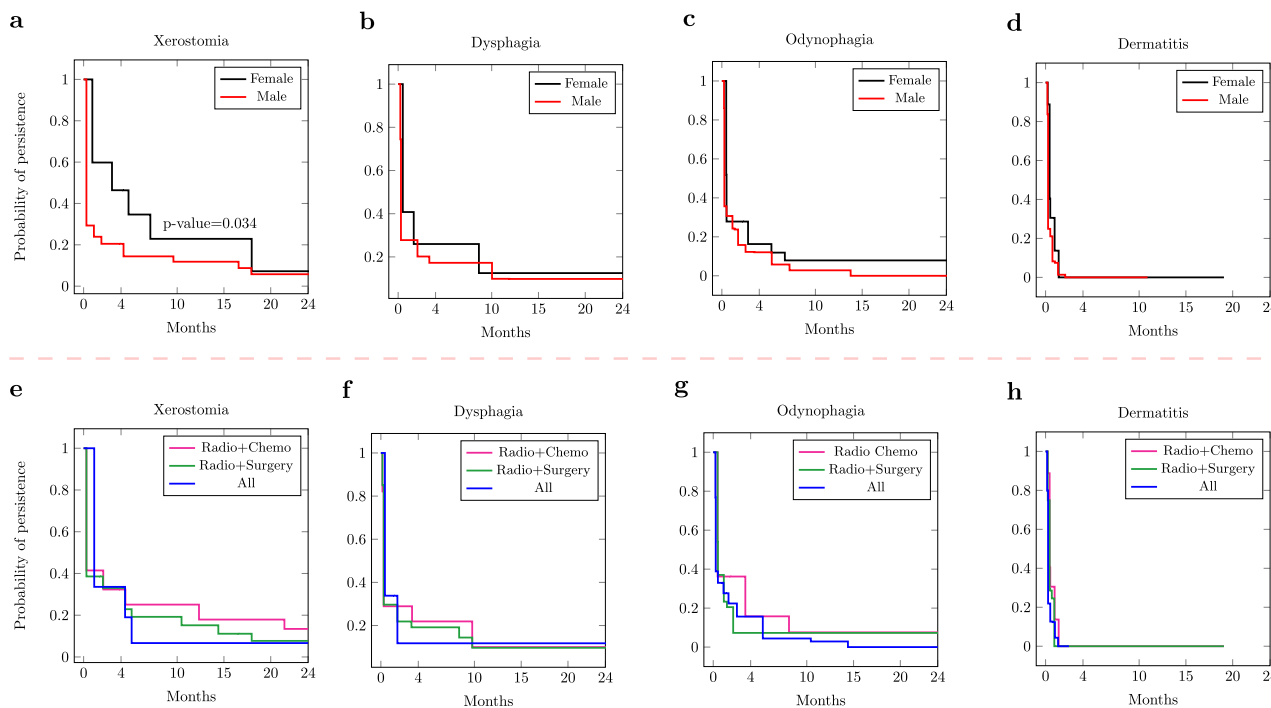 a
Xerostomia
Probability of persistence
1
0.8
0.6
0.4
0.2
0
Female
Male
p-value=0.034
0 4 10 15 18 24
Months
b
Dysphagia
1
0.8
0.6
0.4
0.2
Female
Male
0 4 10 15 20 24
Months
c
Odynophagia
1
0.8
0.6
0.4
0.2
0
Female
Male
0 4 10 15 20 24
Months
d
Dermatitis
1
0.8
0.6
0.4
0.2
0
Female
Male
0 4 10 15 20 2
Months
e
Xerostomia
Probability of persistence
1
0.8
0.6
0.4
0.2
0
Radio+Chemo
Radio+Surgery
All
0 4 10 15 18 24
Months
f
Dysphagia
1
0.8
0.6
0.4
0.2
Radio+Chemo
Radio+Surgery
All
0 4 10 15 20 24
Months
g
Odynophagia
1
0.8
0.6
0.4
0.2
0
Radio Chemo
Radio+Surgery
All
0 4 10 15 20 24
Months
h
Dermatitis
1
0.8
0.6
0.4
0.2
0
Radio+Chemo
Radio+Surgery
All
0 4 10 15 20 2
Months